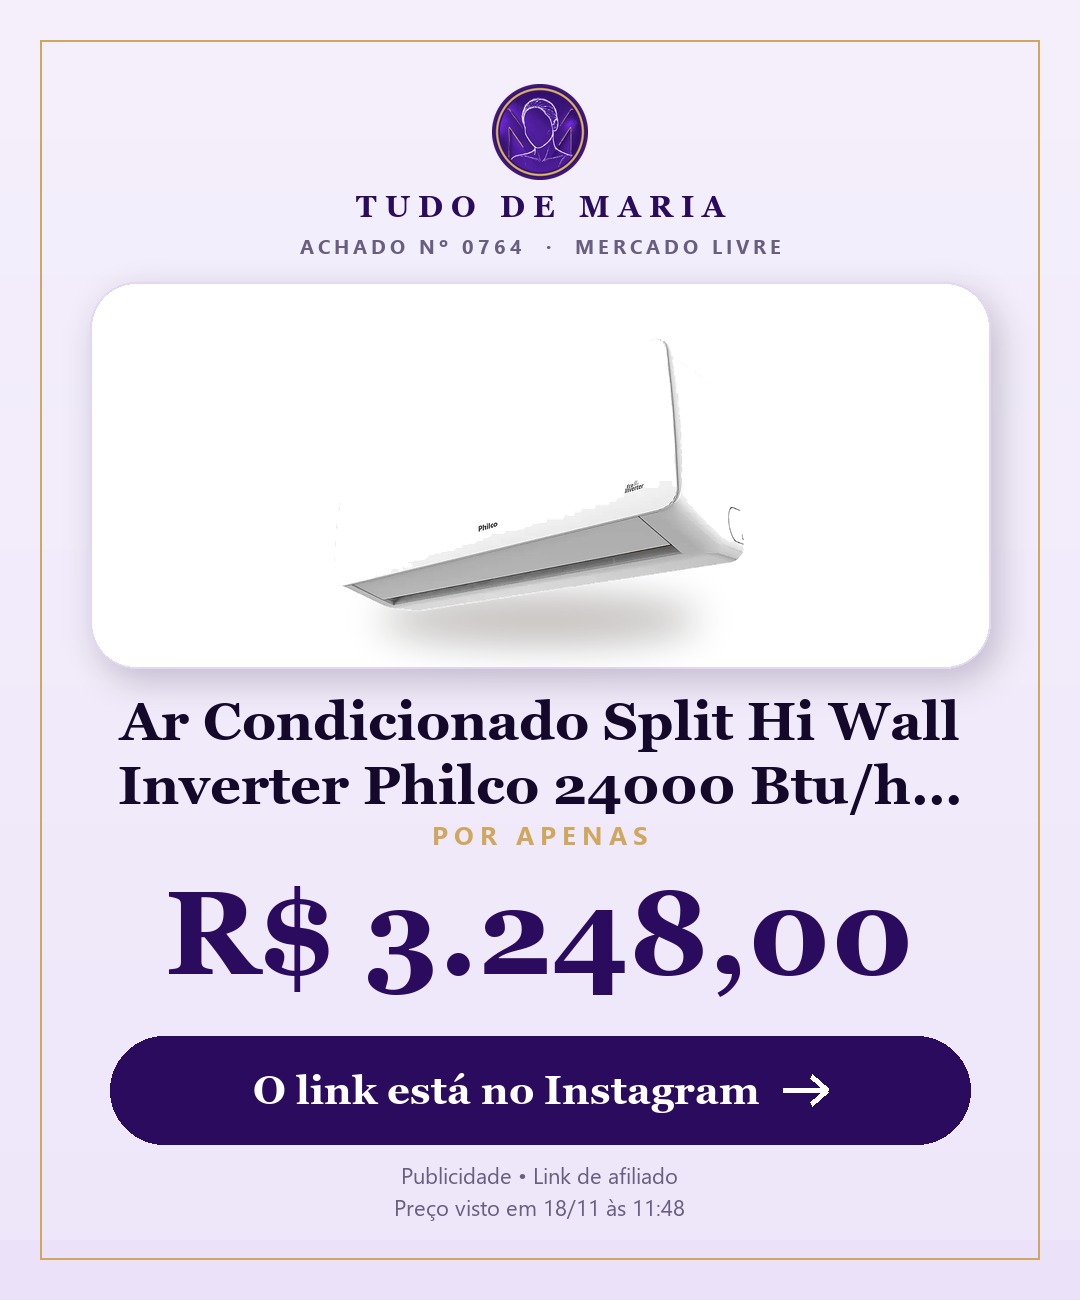 TUDO DE MARIA
ACHADO Nº 0764 · MERCADO LIVRE
Eco Inverter
Philco
Ar Condicionado Split Hi Wall
Inverter Philco 24000 Btu/h...
POR APENAS
R$ 3.248,00
O link está no Instagram →
Publicidade • Link de afiliado
Preço visto em 18/11 às 11:48